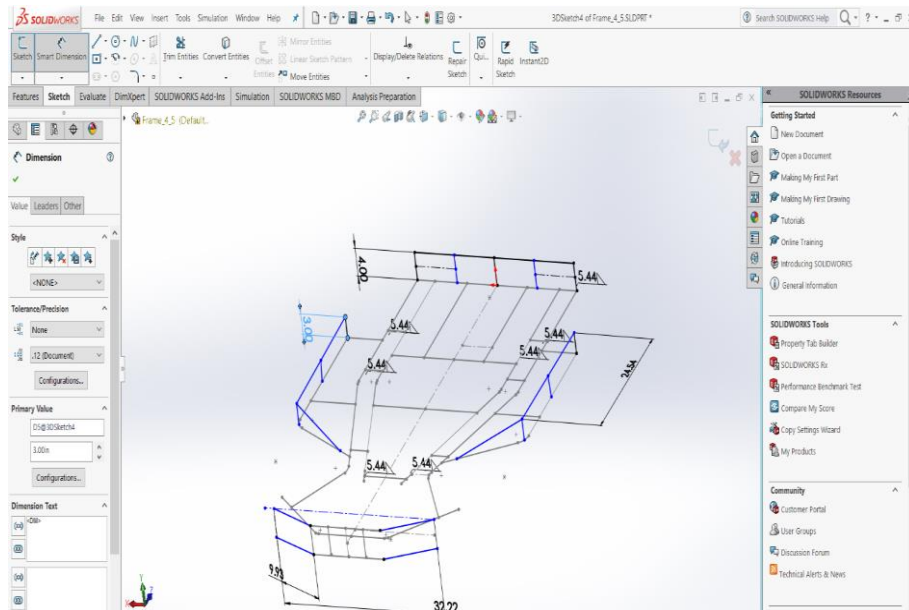 SOLIDWORKS File Edit View Insert Tools Simulation Window Help
3DSketch4 of Frame_4_5.SLDPRT *
Search SOLIDWORKS Help
Sketch Smart Dimension
Trim Entities Convert Entities
Offset Entities
Mirror Entities
Linear Sketch Pattern
Move Entities
Display/Delete Relations
Repair Sketch
Qui...
Rapid Sketch
Instant2D
Features Sketch Evaluate DimXpert SOLIDWORKS Add-Ins Simulation SOLIDWORKS MBD Analysis Preparation
Frame_4_5 (Default...
Dimension
Value Leaders Other
Style
<NONE>
Tolerance/Precision
None
.12 (Document)
Configurations...
Primary Value
D5@3DSketch4
3.00in
Configurations...
Dimension Text
<DIM>
4.00
5.44
3.00
5.44
5.44
5.44
5.44
24.54
5.44
5.44
9.93
32.22
SOLIDWORKS Resources
Getting Started
New Document
Open a Document
Making My First Part
Making My First Drawing
Tutorials
Online Training
Introducing SOLIDWORKS
General Information
SOLIDWORKS Tools
Property Tab Builder
SOLIDWORKS Rx
Performance Benchmark Test
Compare My Score
Copy Settings Wizard
My Products
Community
Customer Portal
User Groups
Discussion Forum
Technical Alerts & News